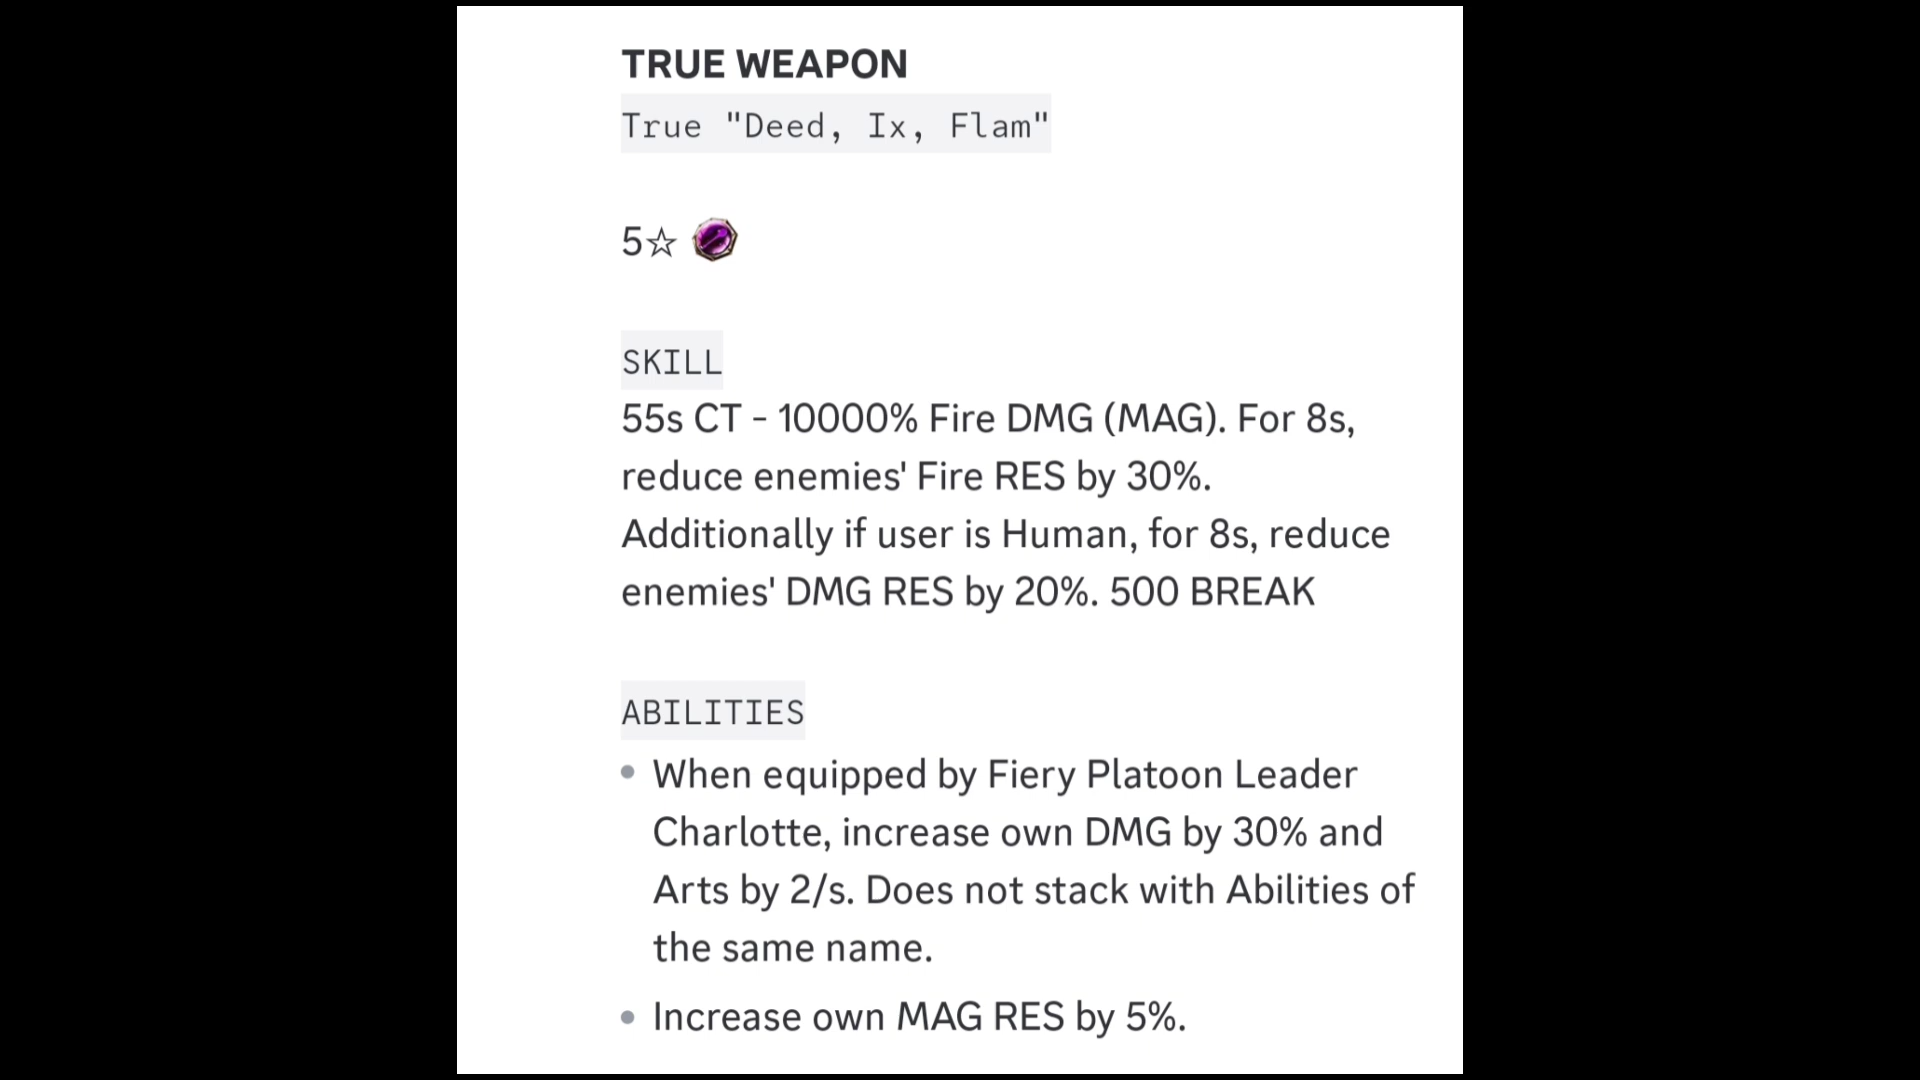 TRUE WEAPON
True "Deed, Ix, Flam"
5☆
SKILL
55s CT - 10000% Fire DMG (MAG). For 8s,
reduce enemies' Fire RES by 30%.
Additionally if user is Human, for 8s, reduce
enemies' DMG RES by 20%. 500 BREAK
ABILITIES
• When equipped by Fiery Platoon Leader
Charlotte, increase own DMG by 30% and
Arts by 2/s. Does not stack with Abilities of
the same name.
• Increase own MAG RES by 5%.